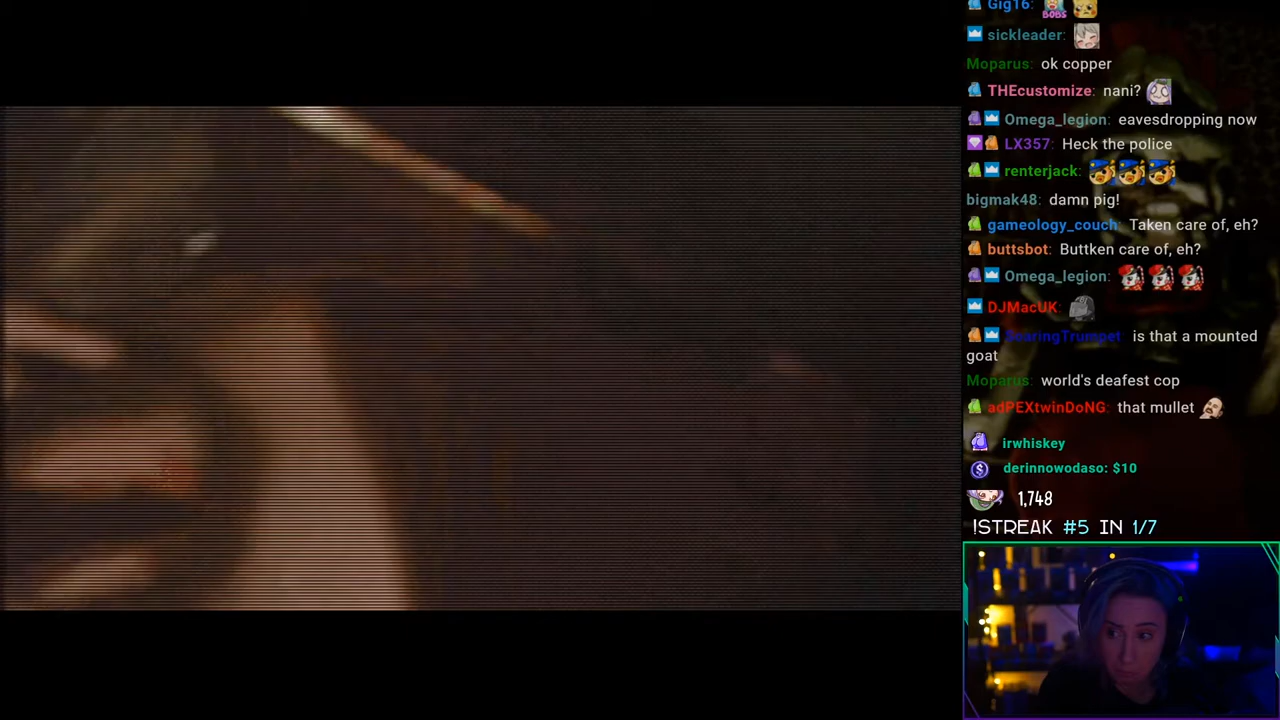 Gig16: BOBS
sickleader:
Moparus: ok copper
THEcustomize: nani?
Omega_legion: eavesdropping now
LX357: Heck the police
renterjack:
bigmak48: damn pig!
gameology_couch: Taken care of, eh?
buttsbot: Buttken care of, eh?
Omega_legion:
DJMacUK:
SoaringTrumpet is that a mounted
goat
Moparus: world's deafest cop
adPEXtwinDoNG: that mullet
irwhiskey
derinnowodaso: $10
1,748
!STREAK #5 IN 1/7